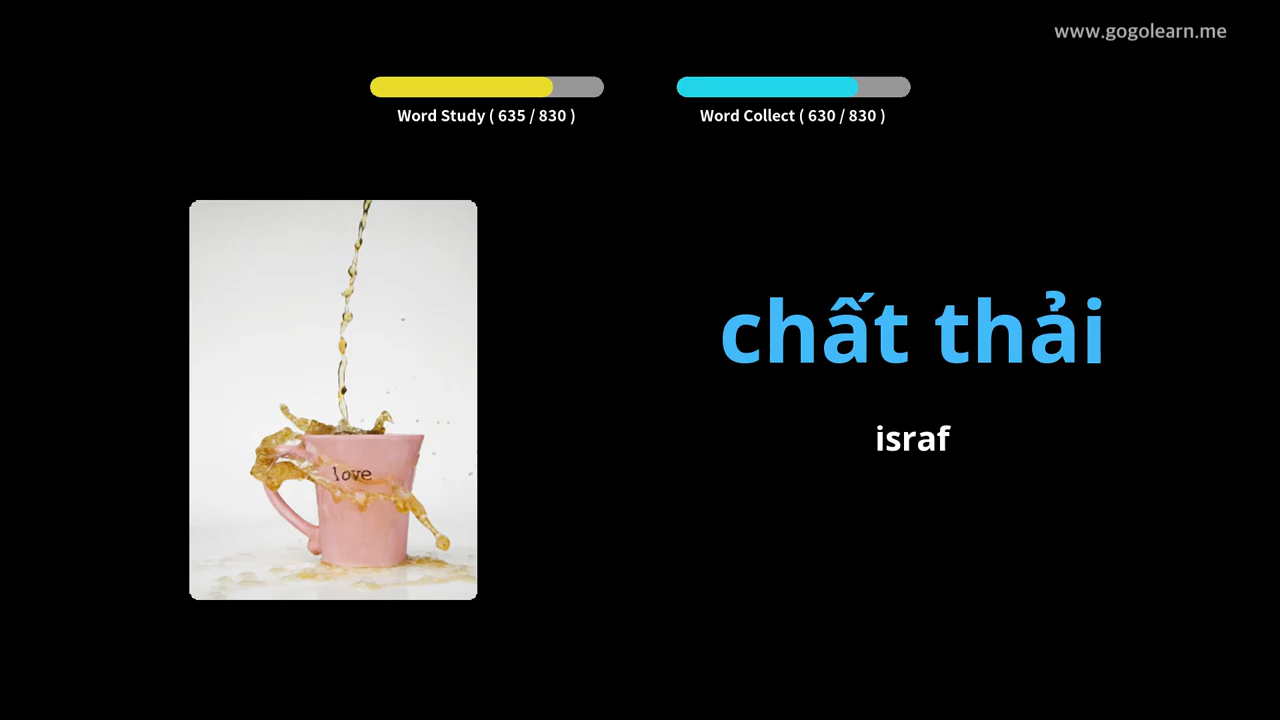 www.gogolearn.me
Word Study ( 635 / 830 )
Word Collect ( 630 / 830 )
love
chất thải
israf